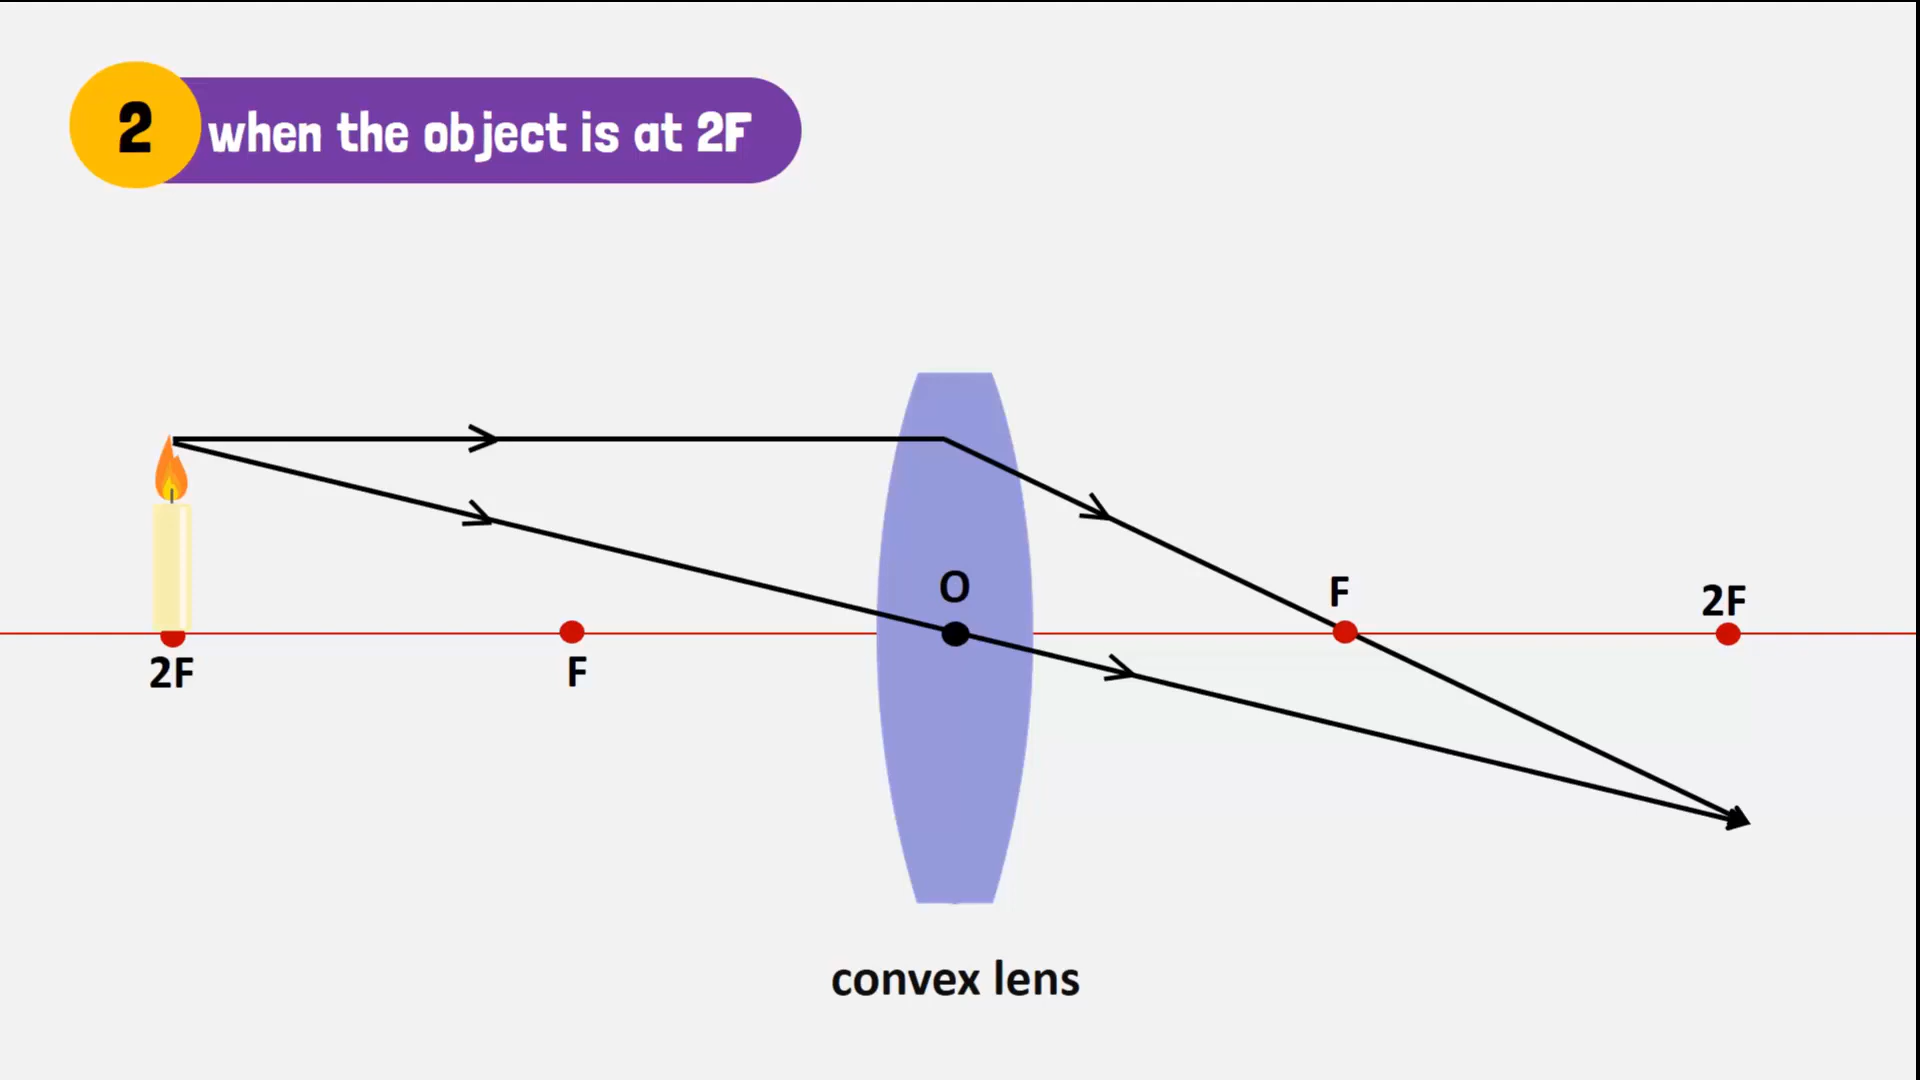 2 when the object is at 2F
O
F
2F
2F
F
convex lens